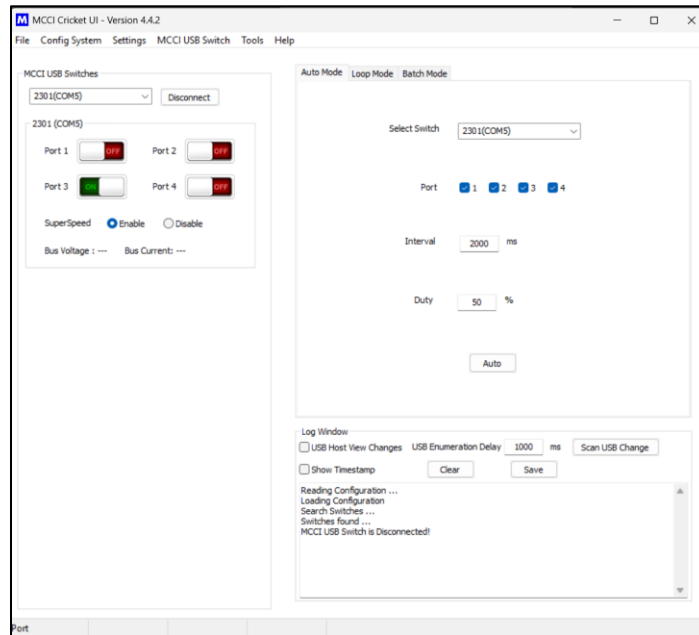 M MCCI Cricket UI - Version 4.4.2
File Config System Settings MCCI USB Switch Tools Help
MCCI USB Switches
2301(COM5) Disconnect
2301 (COM5)
Port 1 OFF Port 2 OFF
Port 3 ON Port 4 OFF
SuperSpeed Enable Disable
Bus Voltage : --- Bus Current: ---
Auto Mode Loop Mode Batch Mode
Select Switch 2301(COM5)
Port 1 2 3 4
Interval 2000 ms
Duty 50 %
Auto
Log Window
USB Host View Changes USB Enumeration Delay 1000 ms Scan USB Change
Show Timestamp Clear Save
Reading Configuration ...
Loading Configuration
Search Switches ...
Switches found ...
MCCI USB Switch is Disconnected!
Port